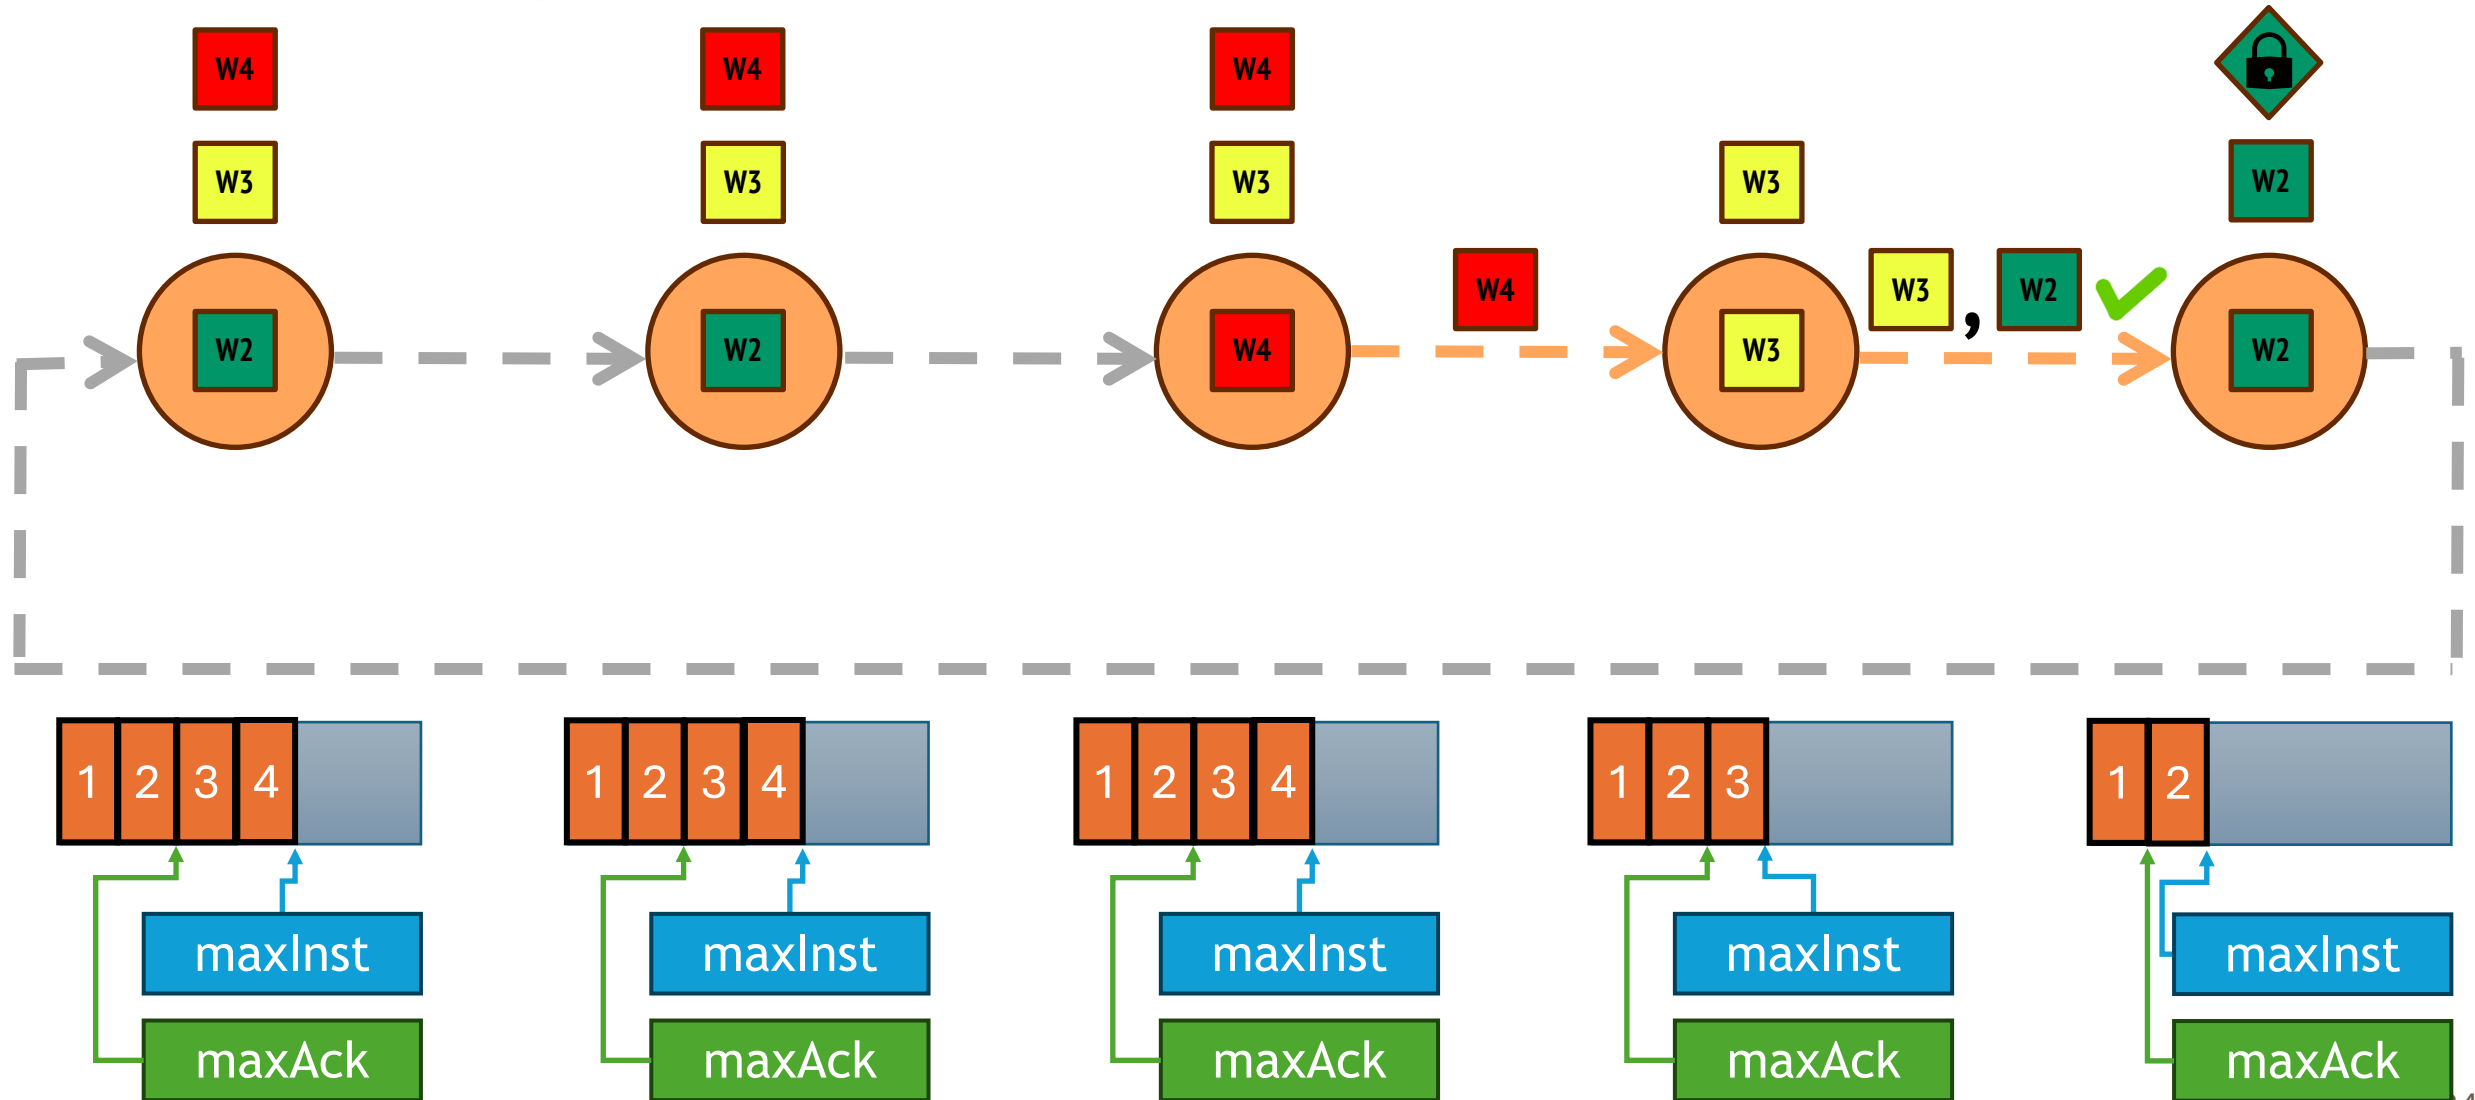 W4 W4 W4
W3 W3 W3 W3 W2
W4 W3 , W2
W2 W2 W4 W3 W2
1 2 3 4 1 2 3 4 1 2 3 4 1 2 3 1 2
maxInst maxInst maxInst maxInst maxInst
maxAck maxAck maxAck maxAck maxAck